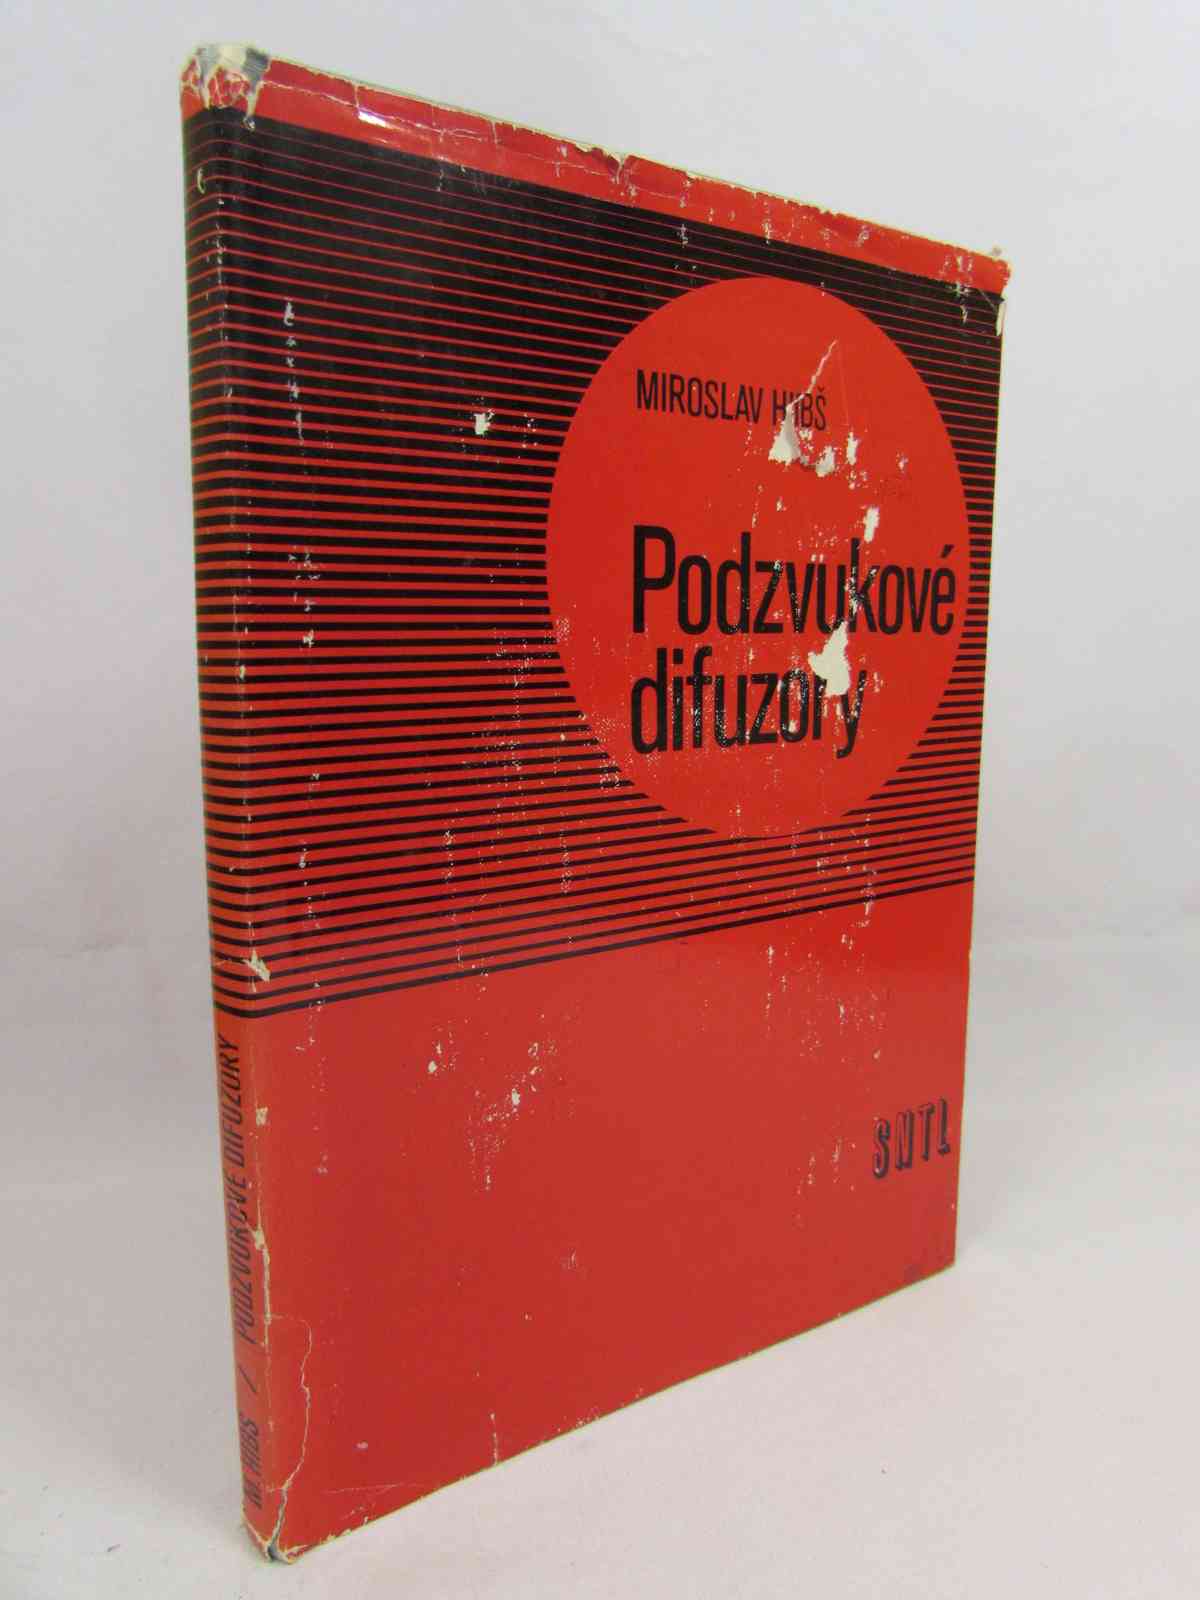 MIROSLAV HIBŠ
Podzvukové
difuzory
SNTL
M. HIBŠ / PODZVUKOVÉ DIFUZORY